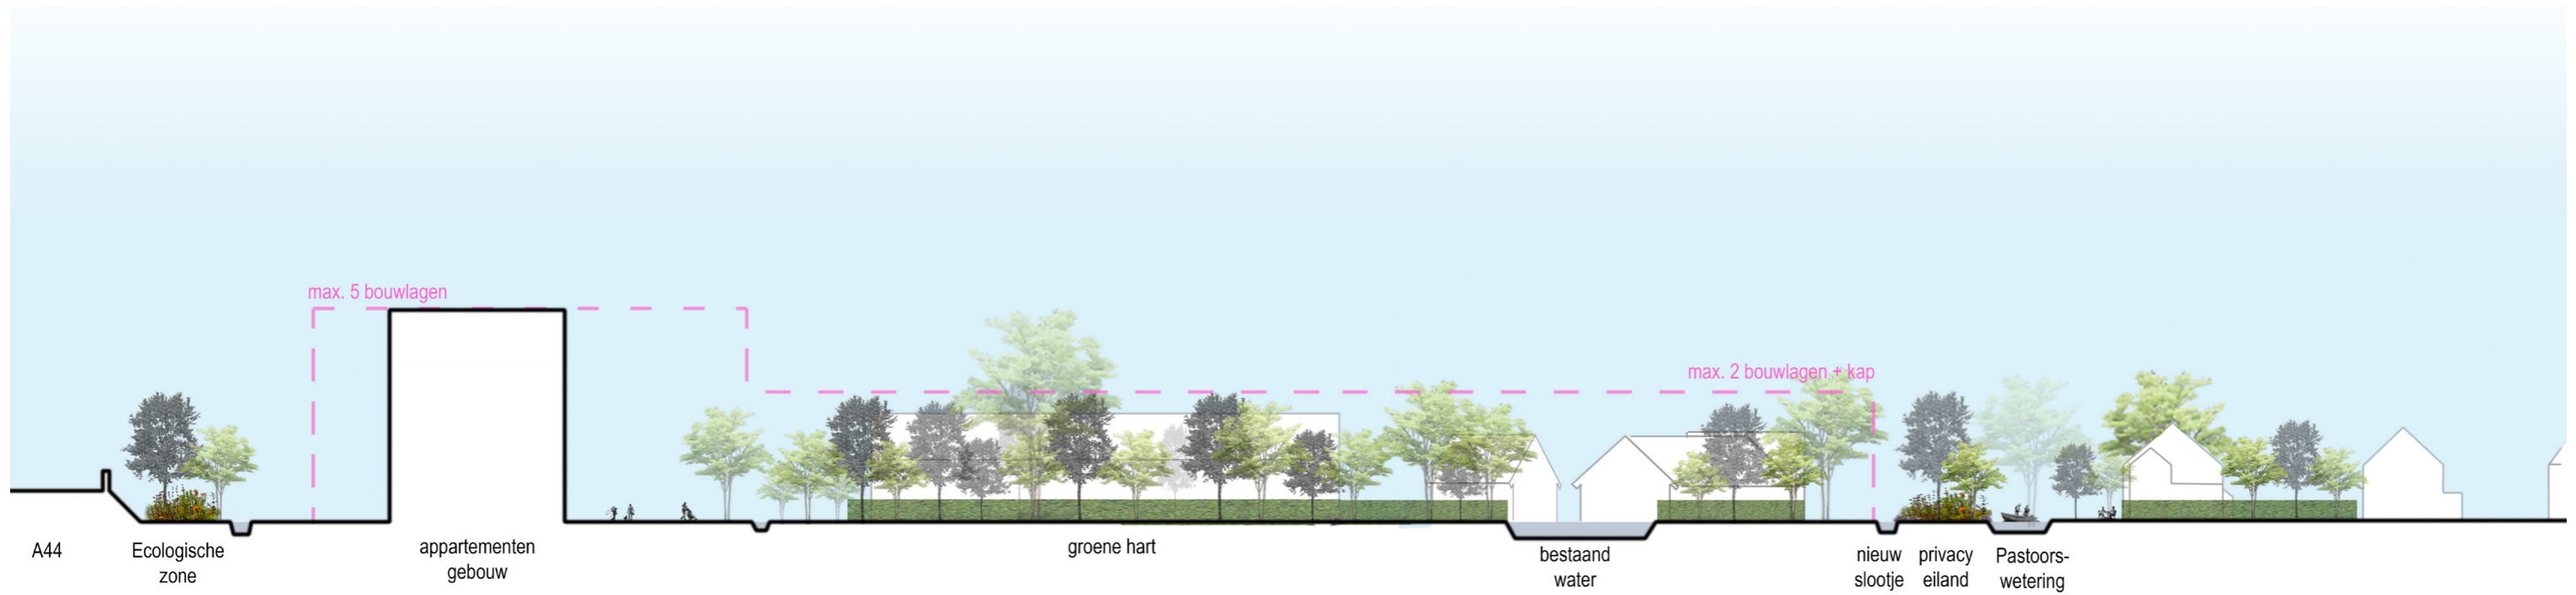 max. 5 bouwlagen
max. 2 bouwlagen + kap
A44
Ecologische
zone
appartementen
gebouw
groene hart
bestaand
water
nieuw
slootje
privacy
eiland
Pastoors-
wetering